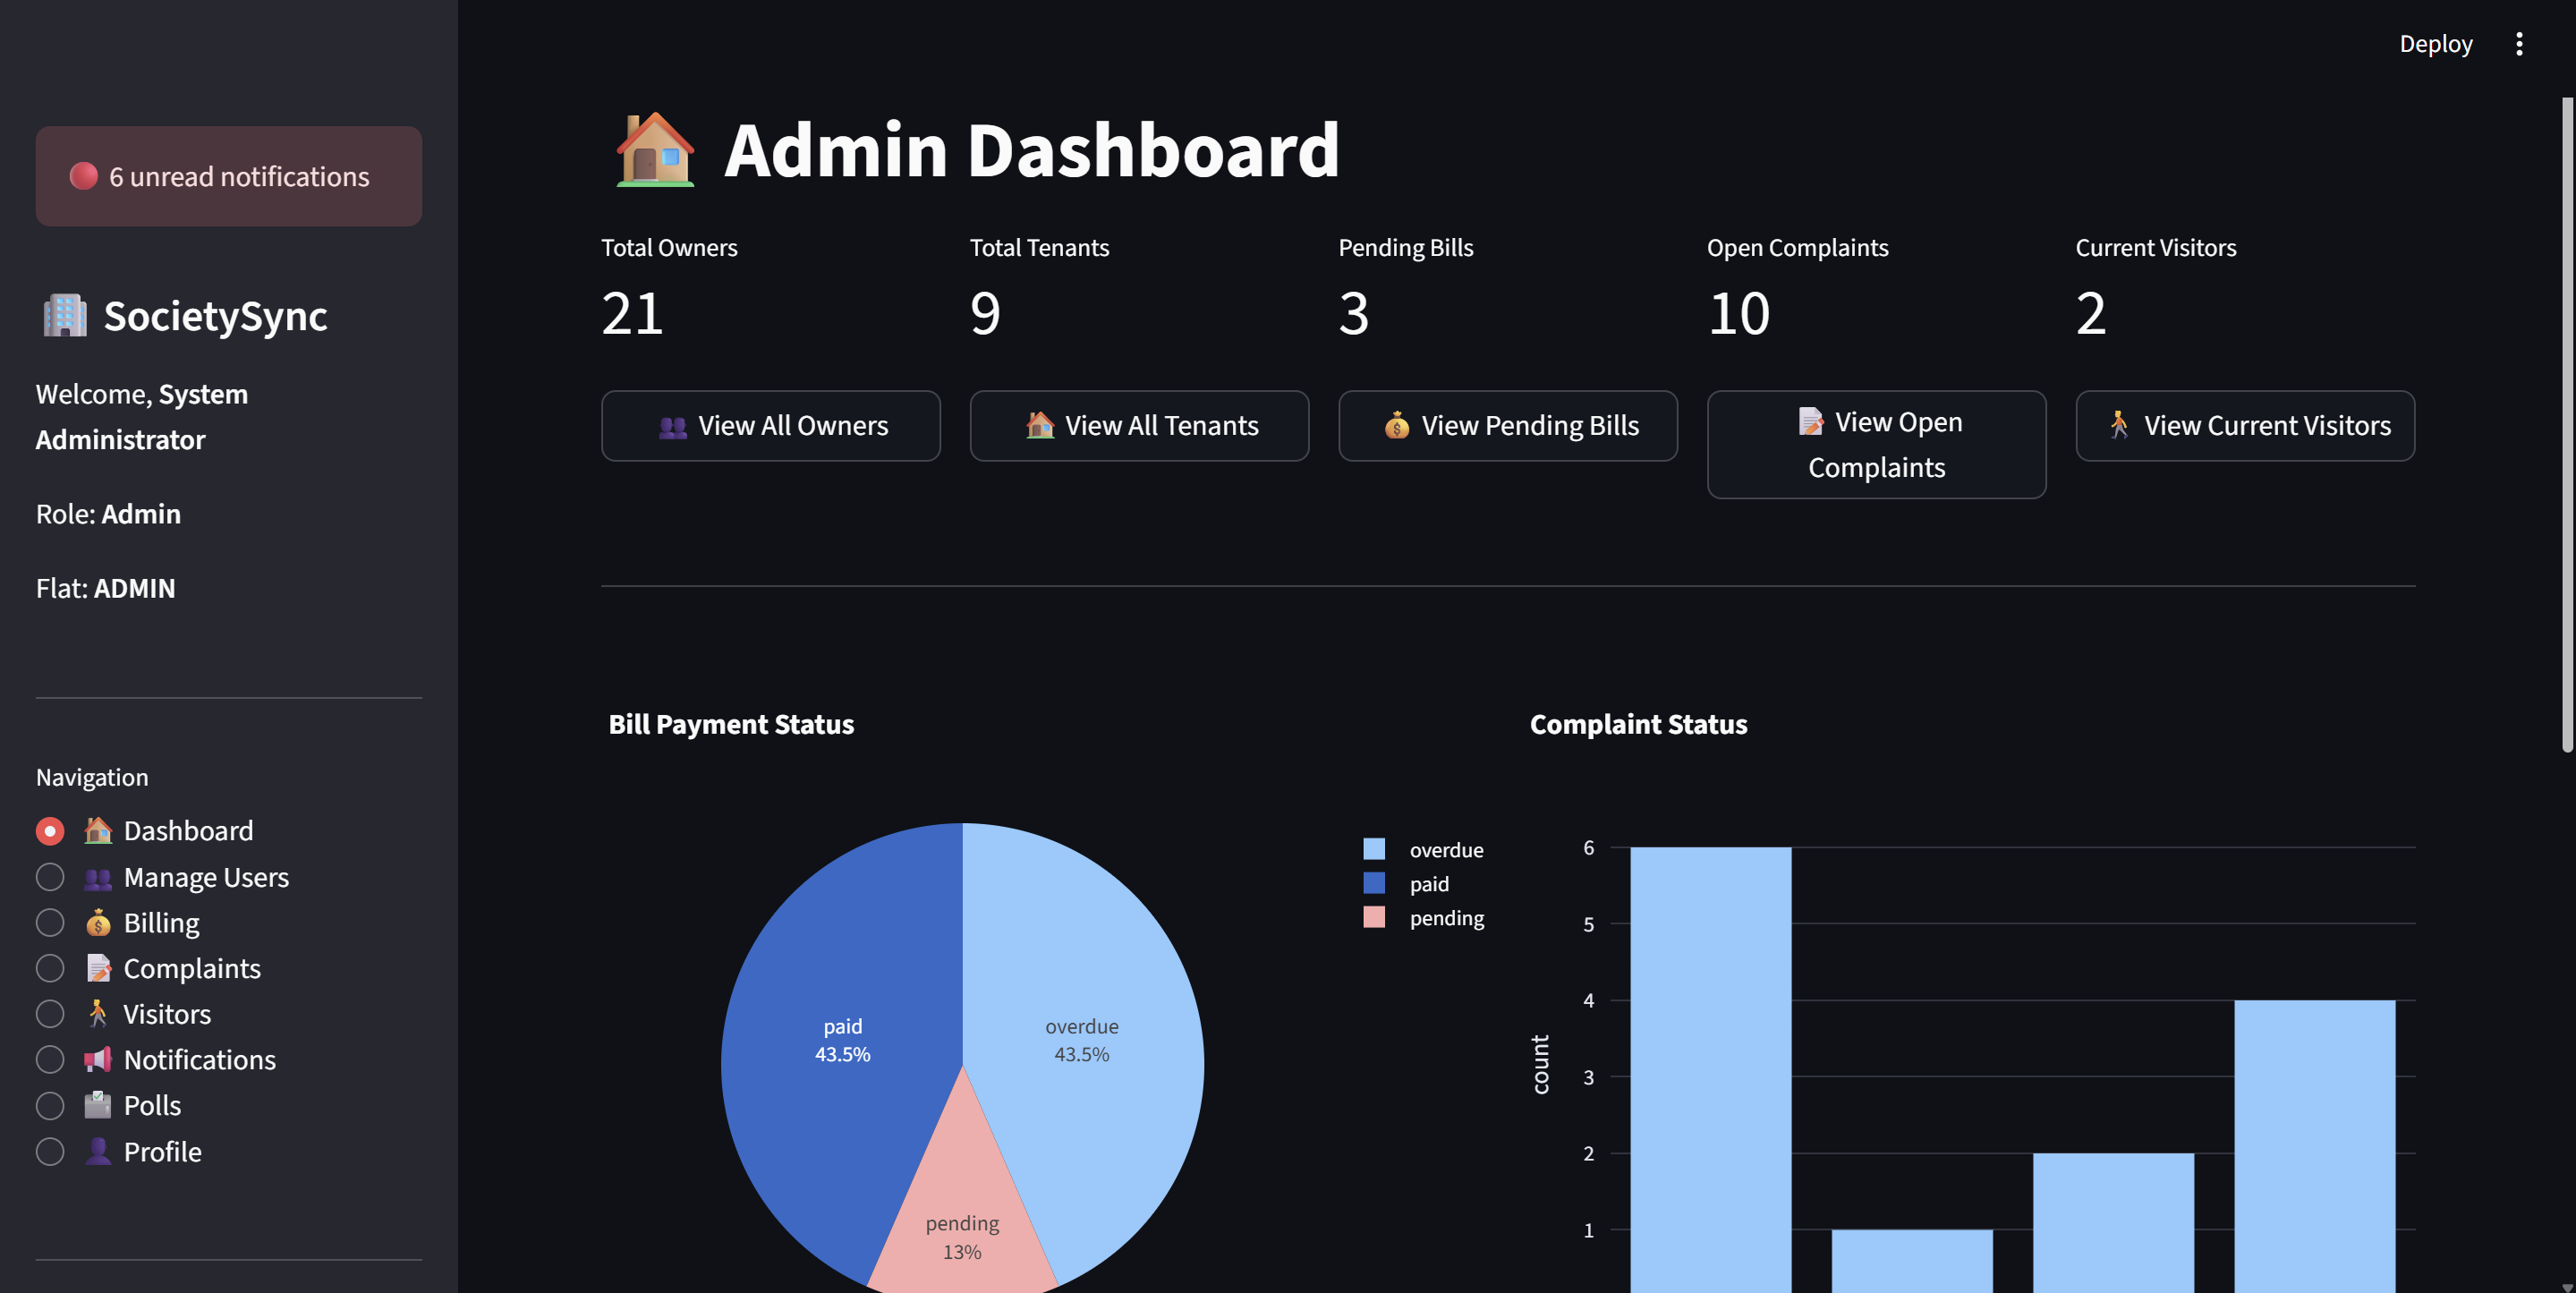 Deploy
6 unread notifications
SocietySync
Welcome, System
Administrator
Role: Admin
Flat: ADMIN
Navigation
Dashboard
Manage Users
Billing
Complaints
Visitors
Notifications
Polls
Profile
Admin Dashboard
Total Owners
21
View All Owners
Total Tenants
9
View All Tenants
Pending Bills
3
View Pending Bills
Open Complaints
10
View Open
Complaints
Current Visitors
2
View Current Visitors
Bill Payment Status
paid
43.5%
overdue
43.5%
pending
13%
overdue
paid
pending
Complaint Status
count
6
5
4
3
2
1